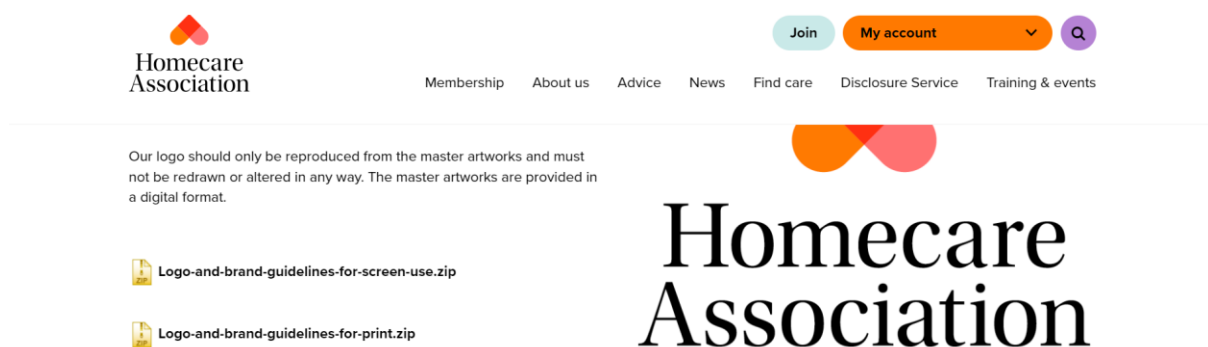 Join
My account
Homecare
Association
Membership
About us
Advice
News
Find care
Disclosure Service
Training & events
Our logo should only be reproduced from the master artworks and must
not be redrawn or altered in any way. The master artworks are provided in
a digital format.
ZIP
Logo-and-brand-guidelines-for-screen-use.zip
ZIP
Logo-and-brand-guidelines-for-print.zip
Homecare
Association